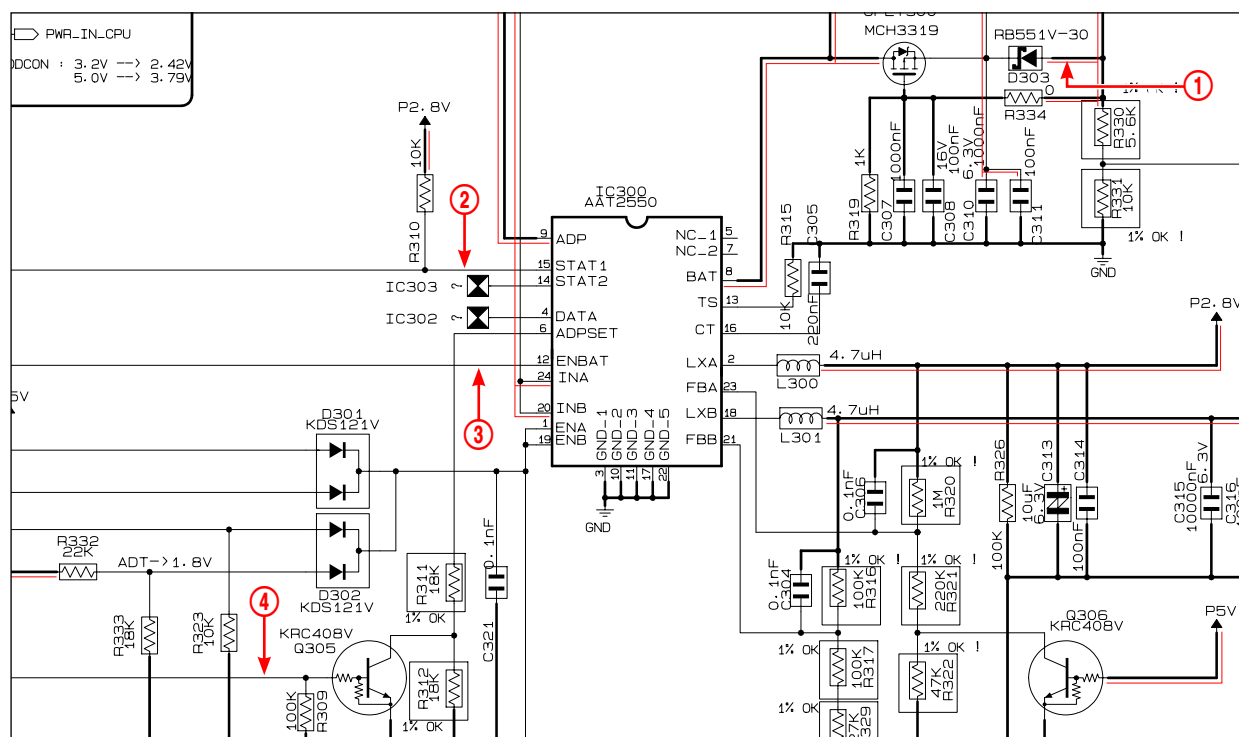 PWR_IN_CPU
DCON : 3.2V --> 2.42V
5.0V --> 3.79V
MCH3319
RB551V-30
D303
0
R334
1% OK !
1
R330
5.6K
R331
10K
1% OK !
GND
1K
R319
1000nF
C307
16V
100nF
C308
6.3V
1000nF
C310
100nF
C311
P2.8V
10K
R310
2
IC300
AAT2550
9 ADP
15 STAT1
14 STAT2
4 DATA
6 ADPSET
12 ENBAT
24 INA
20 INB
1 ENA
19 ENB
NC_1 5
NC_2 7
BAT 8
TS 13
CT 16
LXA 2
FBA 23
LXB 18
FBB 21
GND_1 3
GND_2 10
GND_3 11
GND_4 17
GND_5 22
GND
IC303 ~
IC302 ~
3
R315
10K
C305
220nF
4.7uH
L300
4.7uH
L301
P2.8V
5V
D301
KDS121V
D302
KDS121V
R332
22K
ADT->1.8V
R333
18K
R323
10K
4
KRC408V
Q305
100K
R309
R311
18K
1% OK
R312
18K
1% OK
0.1nF
C321
0.1nF
C306
1% OK !
1M
R320
0.1nF
C304
1% OK !
100K
R316
220K
R321
1% OK
100K
R317
1% OK !
47K
R322
1% OK
27K
R326
100K
C313
10uF
6.3V
C314
100nF
C315
10000nF
6.3V
C316
Q306
KRC408V
P5V